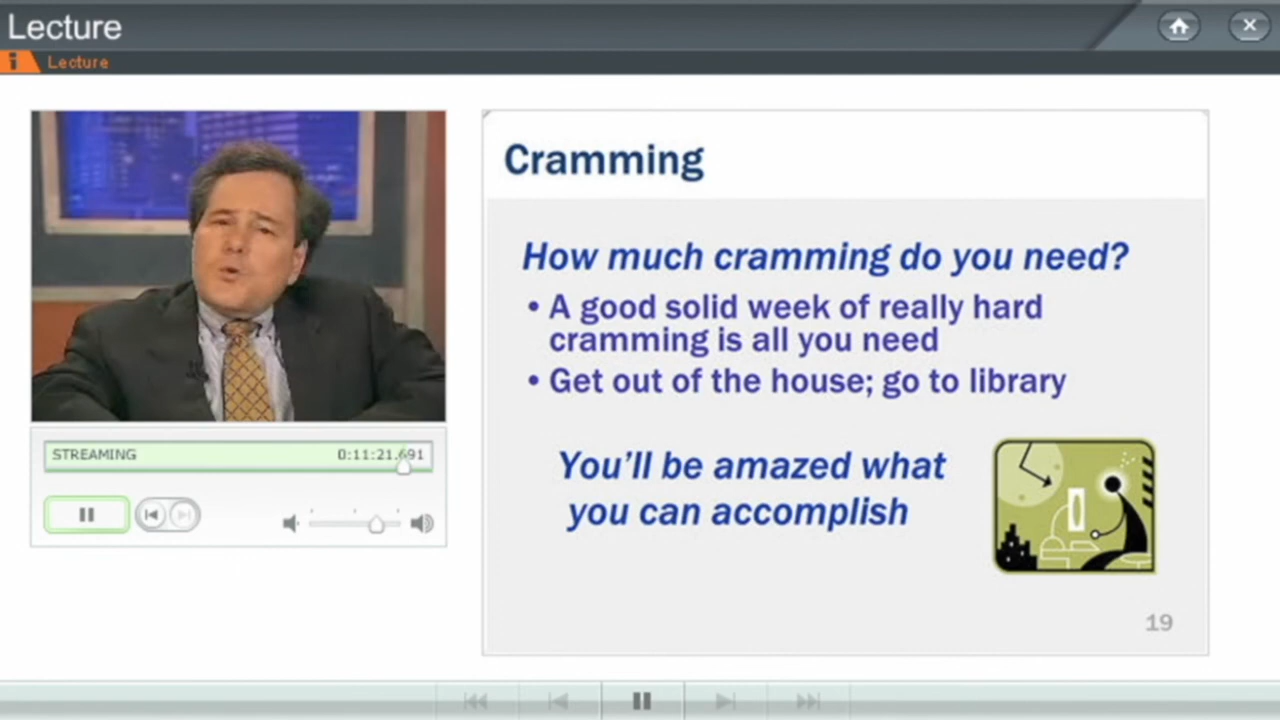 Lecture
i Lecture
STREAMING 0:11:21.691
Cramming
How much cramming do you need?
• A good solid week of really hard
cramming is all you need
• Get out of the house; go to library
You'll be amazed what
you can accomplish
19